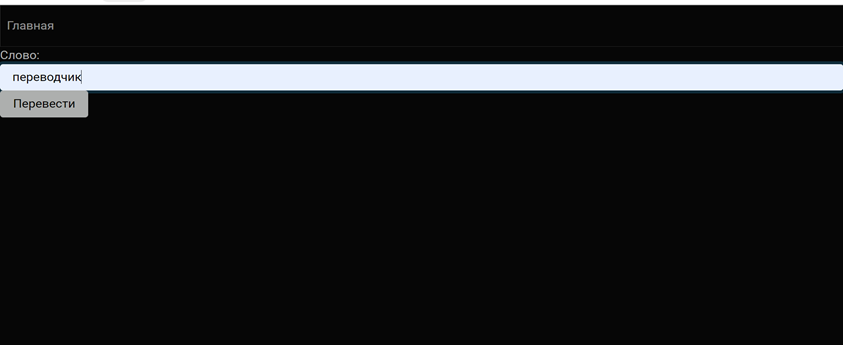 Главная
Слово:
переводчик
Перевести